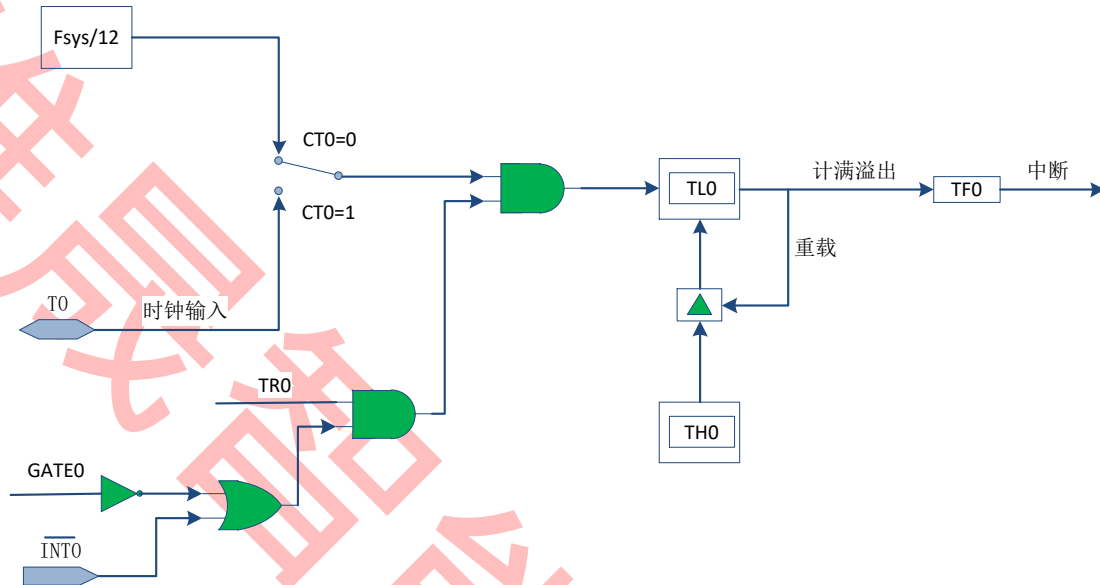 Fsys/12
CT0=0
CT0=1
T0
时钟输入
TL0
计满溢出
TF0
中断
重载
TR0
TH0
GATE0
INT0